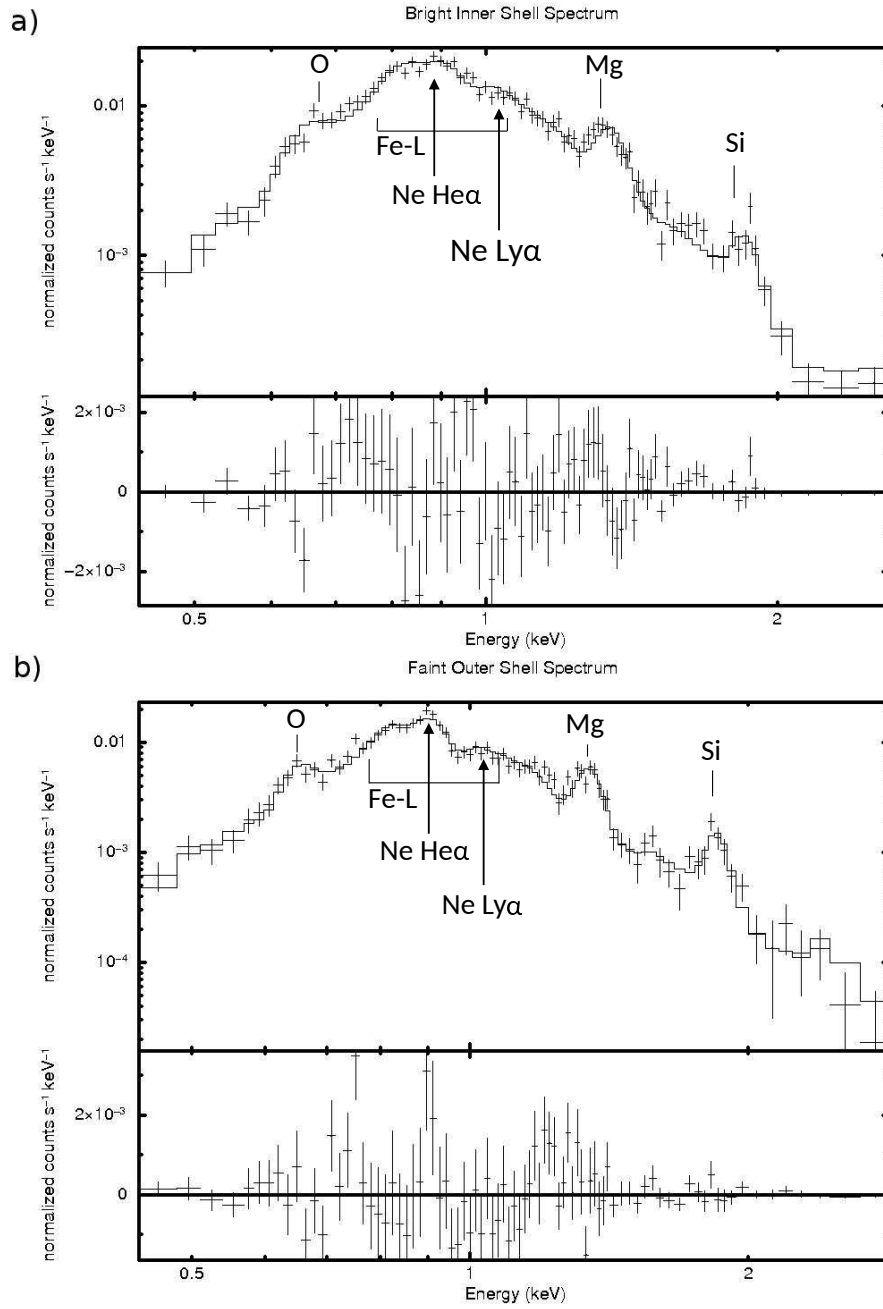 a)
Bright Inner Shell Spectrum
O
Mg
Si
Fe-L
Ne Heα
Ne Lyα
0.01
10⁻³
normalized counts s⁻¹ keV⁻¹
2×10⁻³
0
−2×10⁻³
normalized counts s⁻¹ keV⁻¹
0.5
1
2
Energy (keV)
b)
Faint Outer Shell Spectrum
O
Mg
Si
Fe-L
Ne Heα
Ne Lyα
0.01
10⁻³
10⁻⁴
normalized counts s⁻¹ keV⁻¹
2×10⁻³
0
normalized counts s⁻¹ keV⁻¹
0.5
1
2
Energy (keV)